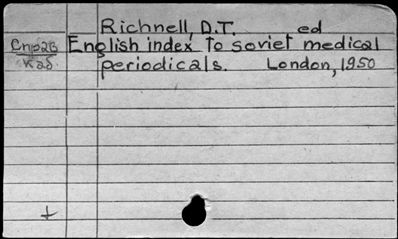 Richnell, D.T. ed
English index to soviet medical
periodicals. London, 1950